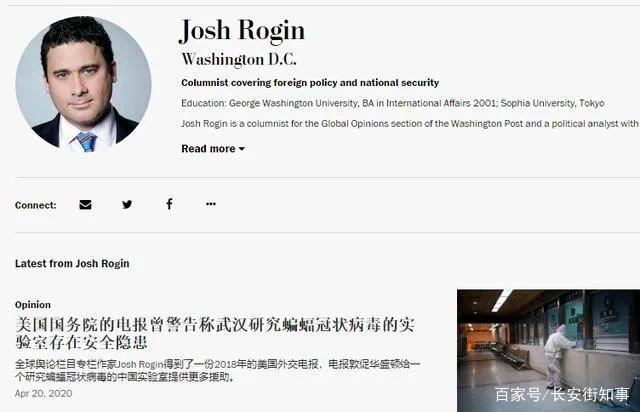 Josh Rogin
Washington D.C.
Columnist covering foreign policy and national security
Education: George Washington University, BA in International Affairs 2001; Sophia University, Tokyo
Josh Rogin is a columnist for the Global Opinions section of the Washington Post and a political analyst with
Read more
Connect:
Latest from Josh Rogin
Opinion
美国国务院的电报曾警告称武汉研究蝙蝠冠状病毒的实
验室存在安全隐患
全球舆论栏目专栏作家Josh Rogin得到了一份2018年的美国外交电报，电报敦促华盛顿给一
个研究蝙蝠冠状病毒的中国实验室提供更多援助。
Apr 20, 2020
百家号/长安街知事